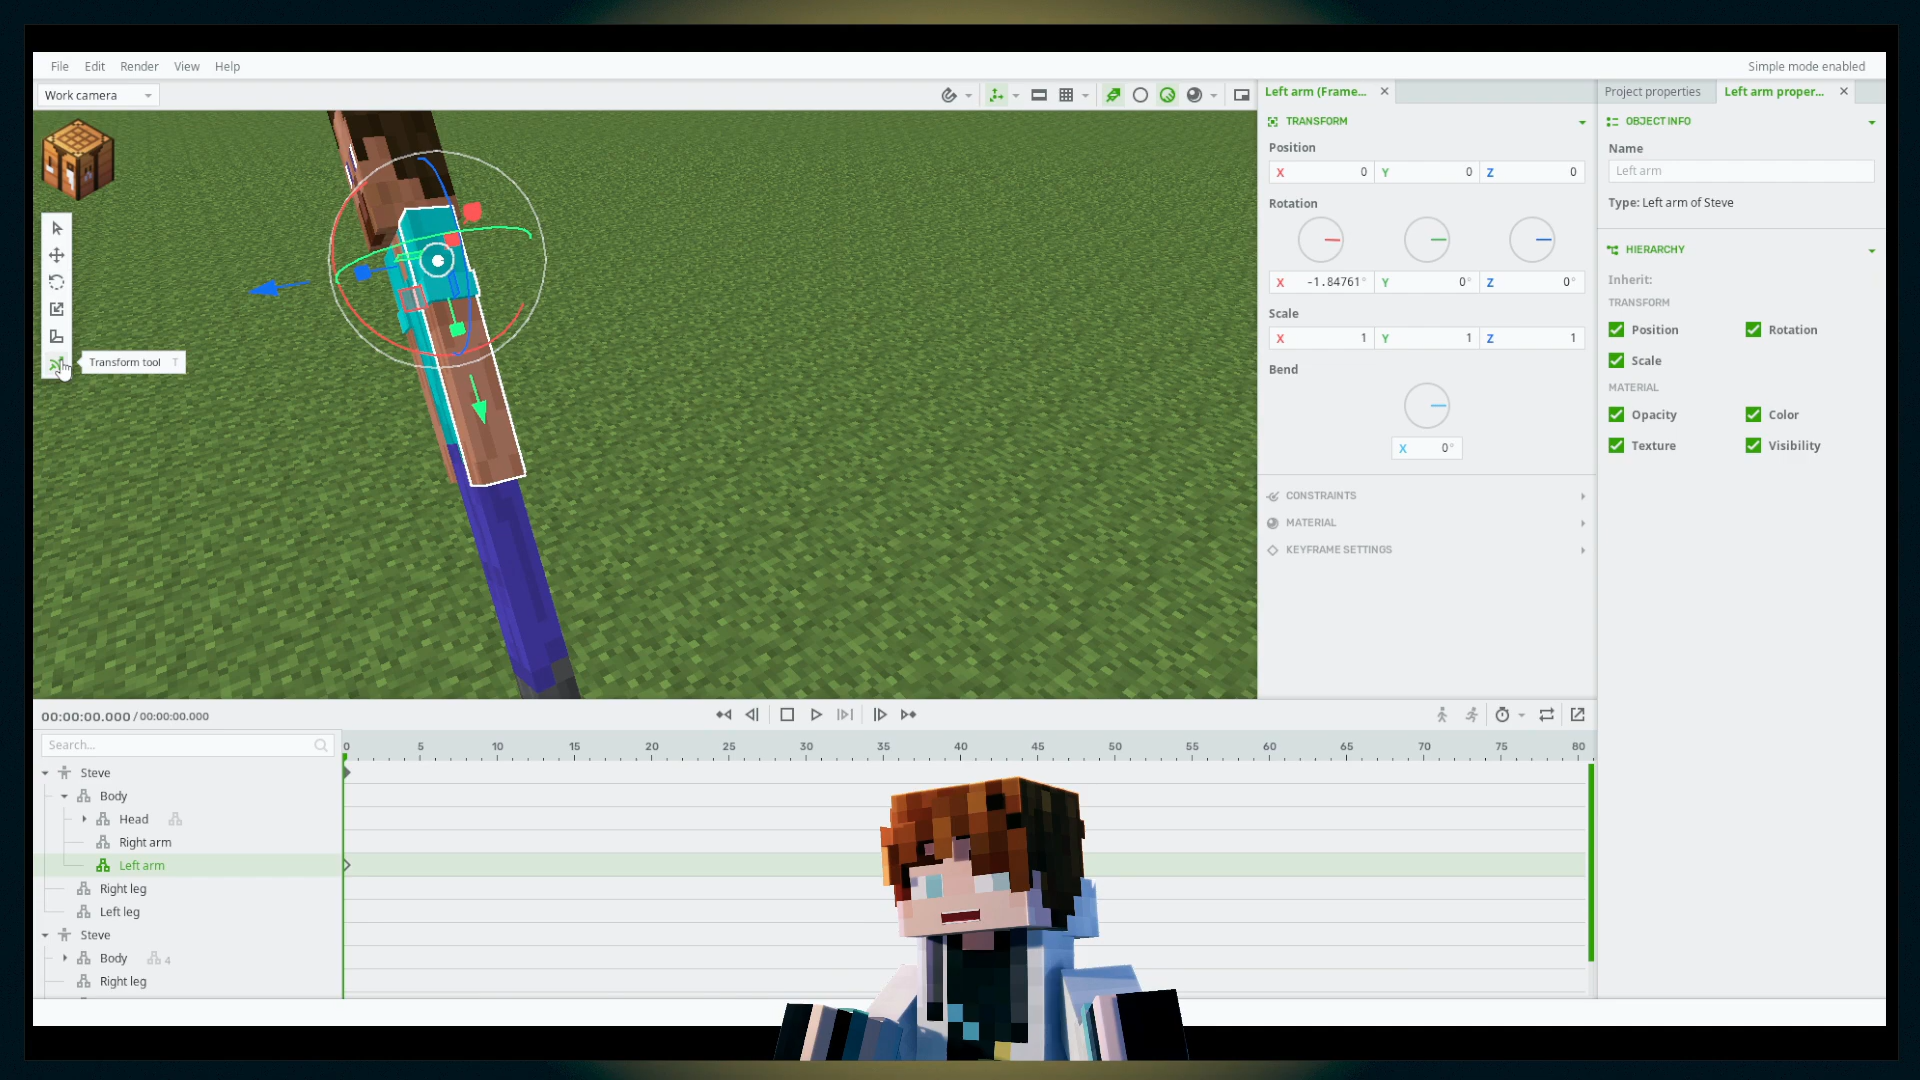 File Edit Render View Help
Simple mode enabled
Work camera
Left arm (Frame...
Project properties
Left arm proper...
TRANSFORM
Position
X 0 Y 0 Z 0
Rotation
X -1.84761° Y 0° Z 0°
Scale
X 1 Y 1 Z 1
Bend
X 0°
CONSTRAINTS
MATERIAL
KEYFRAME SETTINGS
OBJECT INFO
Name
Left arm
Type: Left arm of Steve
HIERARCHY
Inherit:
TRANSFORM
Position Rotation
Scale
MATERIAL
Opacity Color
Texture Visibility
Transform tool T
00:00:00.000 / 00:00:00.000
Search...
0 5 10 15 20 25 30 35 40 45 50 55 60 65 70 75 80
Steve
Body
Head
Right arm
Left arm
Right leg
Left leg
Steve
Body 4
Right leg